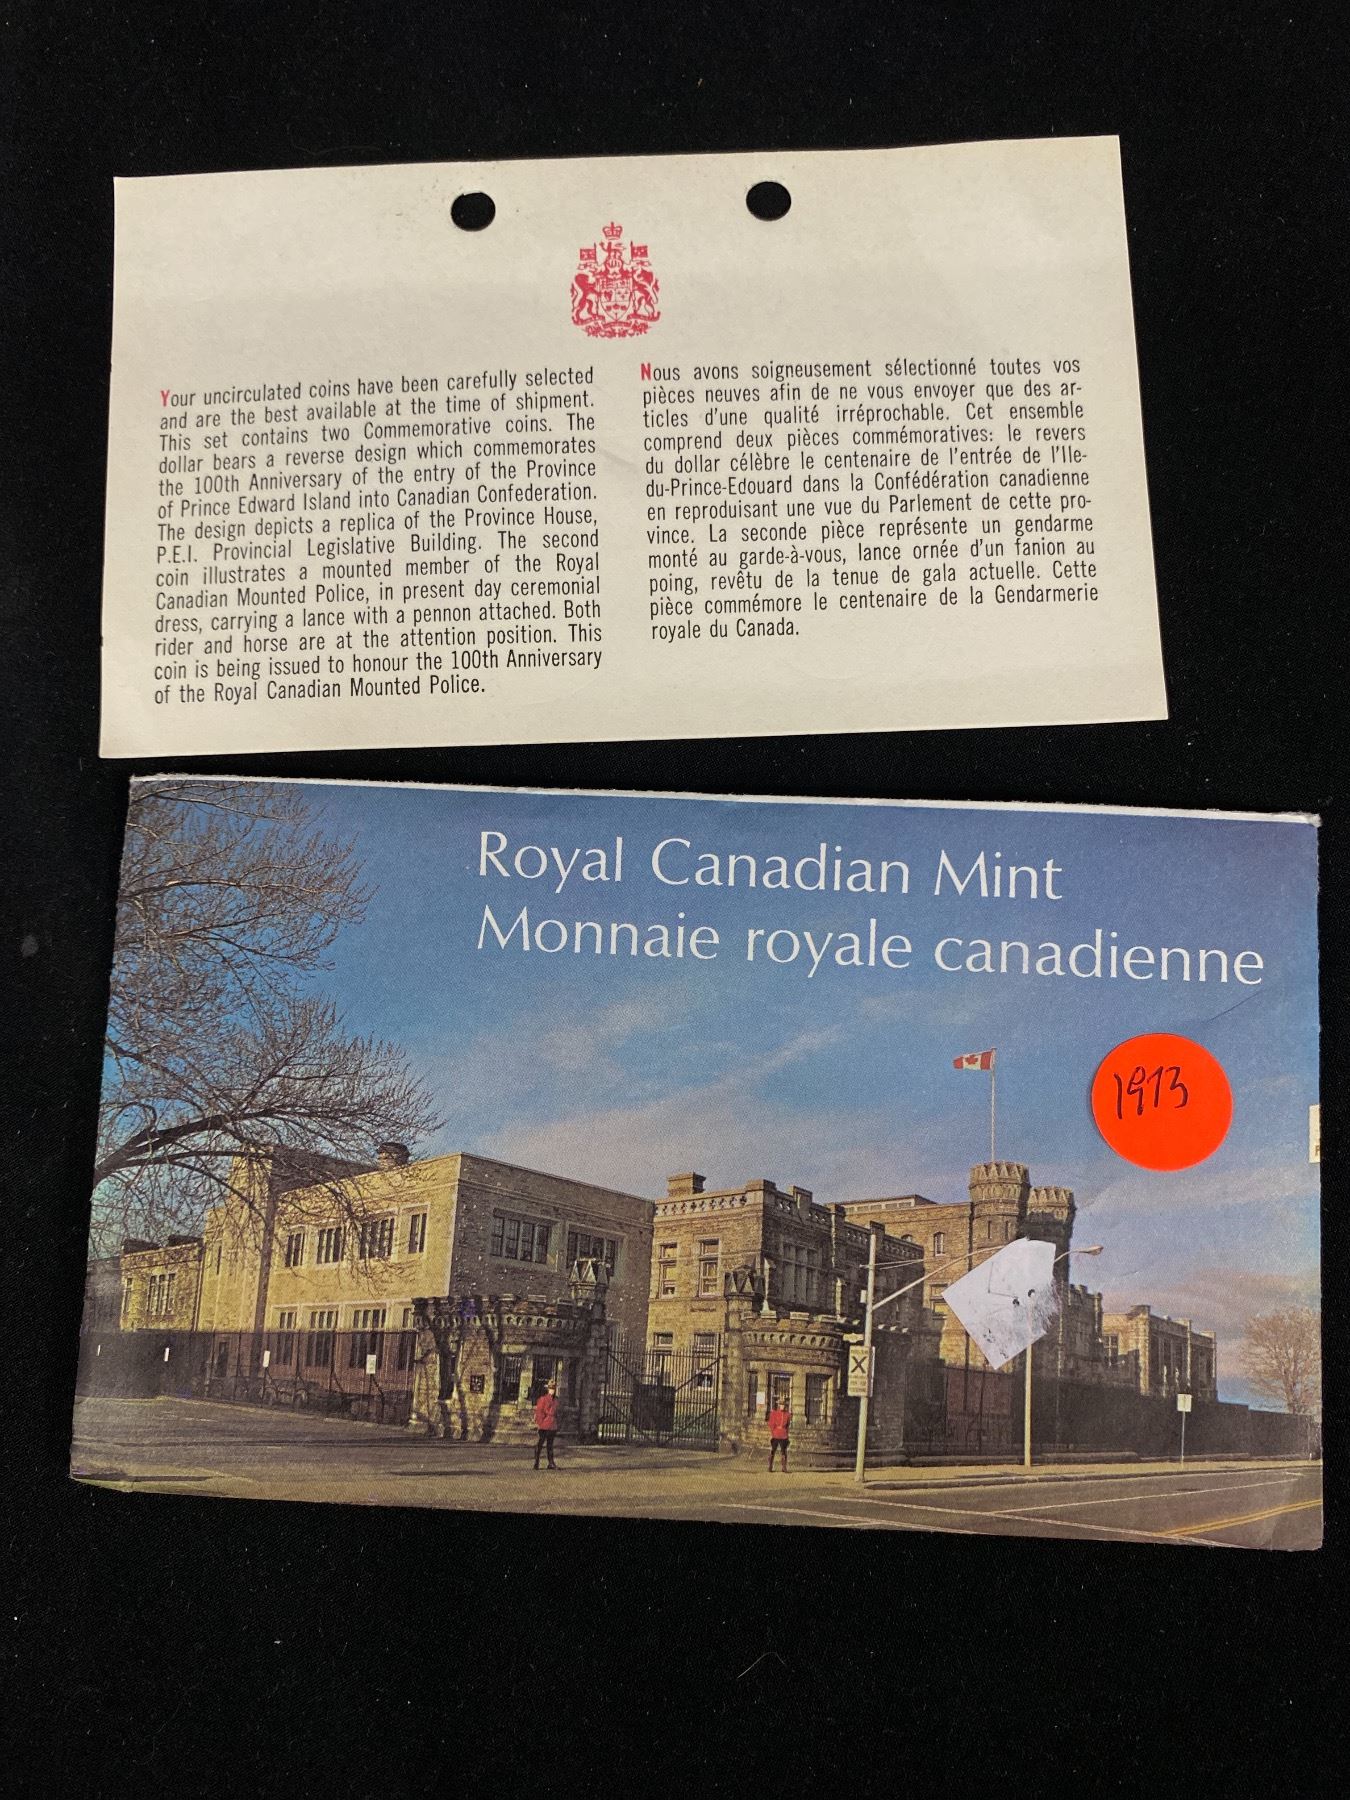 Your uncirculated coins have been carefully selected
and are the best available at the time of shipment.
This set contains two Commemorative coins. The
dollar bears a reverse design which commemorates
the 100th Anniversary of the entry of the Province
of Prince Edward Island into Canadian Confederation.
The design depicts a replica of the Province House,
P.E.I. Provincial Legislative Building. The second
coin illustrates a mounted member of the Royal
Canadian Mounted Police, in present day ceremonial
dress, carrying a lance with a pennon attached. Both
rider and horse are at the attention position. This
coin is being issued to honour the 100th Anniversary
of the Royal Canadian Mounted Police.
Nous avons soigneusement sélectionné toutes vos
pièces neuves afin de ne vous envoyer que des ar-
ticles d'une qualité irréprochable. Cet ensemble
comprend deux pièces commémoratives: le revers
du dollar célèbre le centenaire de l'entrée de l'Ile-
du-Prince-Edouard dans la Confédération canadienne
en reproduisant une vue du Parlement de cette pro-
vince. La seconde pièce représente un gendarme
monté au garde-à-vous, lance ornée d'un fanion au
poing, revêtu de la tenue de gala actuelle. Cette
pièce commémore le centenaire de la Gendarmerie
royale du Canada.
Royal Canadian Mint
Monnaie royale canadienne
1973
X